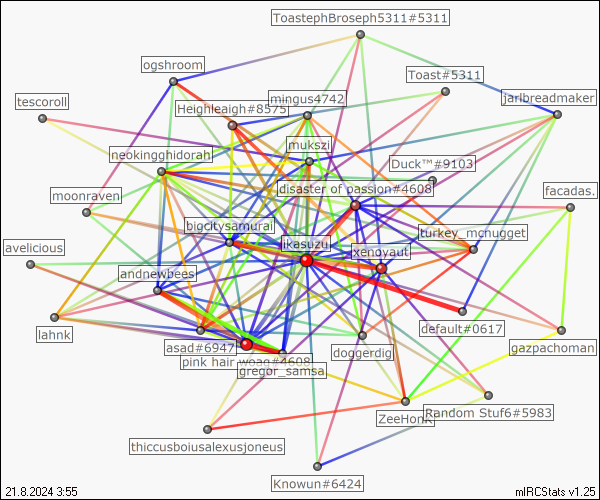 ToastephBroseph5311#5311
ogshroom
Toast#5311
tescoroll
mingus4742
jarlbreadmaker
Heighleigh#8575
mukszi
neokingghidorah
Duck™#9103
disaster of passion#4608
moonraven
facadas.
bigcitysamurai
turkey_mcnugget
ikasuzu
avelicious
xenoyaut
andnewbees
default#0617
lahnk
asad#6947
doggerdig
gazpachoman
pink hair woag#4608
gregor_samsa
ZeeHonk
Random Stuf6#5983
thiccusboiusalexusjoneus
Knowun#6424
21.8.2024 3:55
mIRCStats v1.25